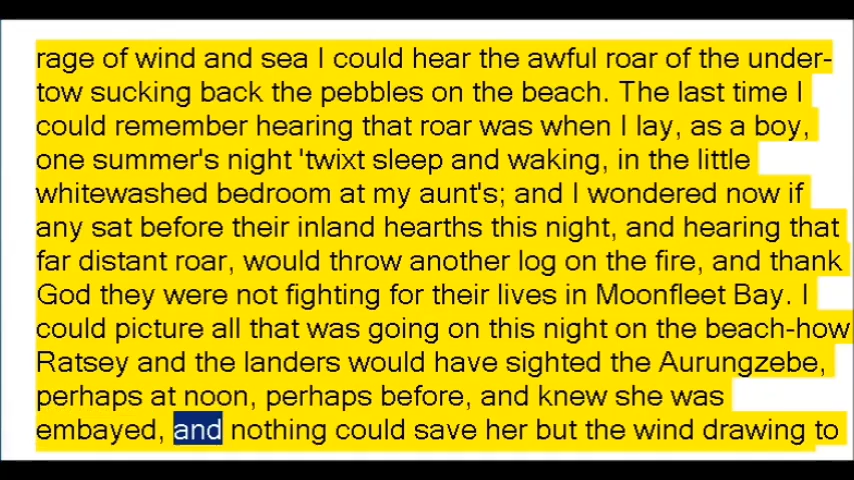 rage of wind and sea I could hear the awful roar of the under-
tow sucking back the pebbles on the beach. The last time I
could remember hearing that roar was when I lay, as a boy,
one summer's night 'twixt sleep and waking, in the little
whitewashed bedroom at my aunt's; and I wondered now if
any sat before their inland hearths this night, and hearing that
far distant roar, would throw another log on the fire, and thank
God they were not fighting for their lives in Moonfleet Bay. I
could picture all that was going on this night on the beach-how
Ratsey and the landers would have sighted the Aurungzebe,
perhaps at noon, perhaps before, and knew she was
embayed, and nothing could save her but the wind drawing to